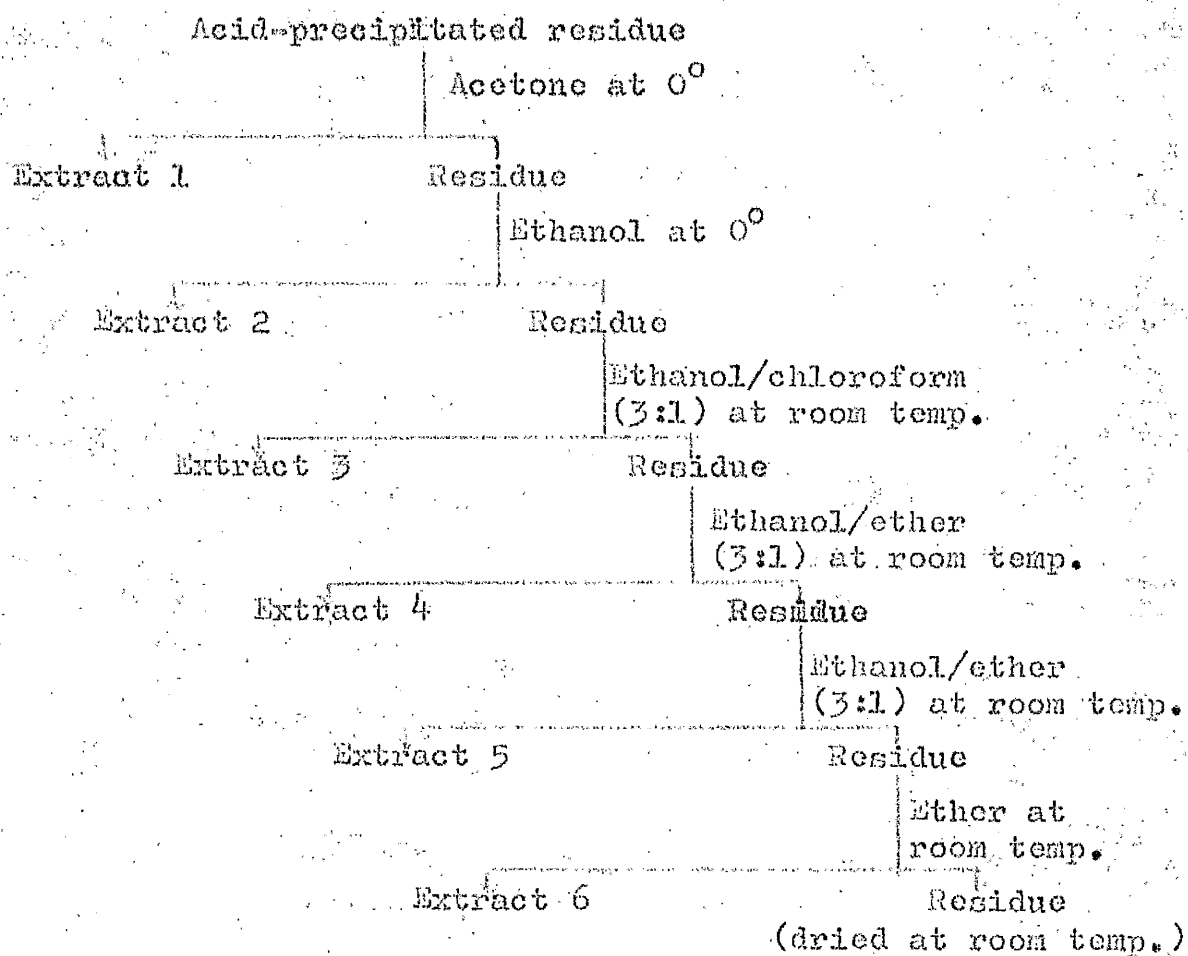 Acid-precipitated residue
Acetone at 0°
Extract 1 Residue
Ethanol at 0°
Extract 2 Residue
Ethanol/chloroform
(3:1) at room temp.
Extract 3 Residue
Ethanol/ether
(3:1) at room temp.
Extract 4 Residue
Ethanol/ether
(3:1) at room temp.
Extract 5 Residue
Ether at
room temp.
Extract 6 Residue
(dried at room temp.)